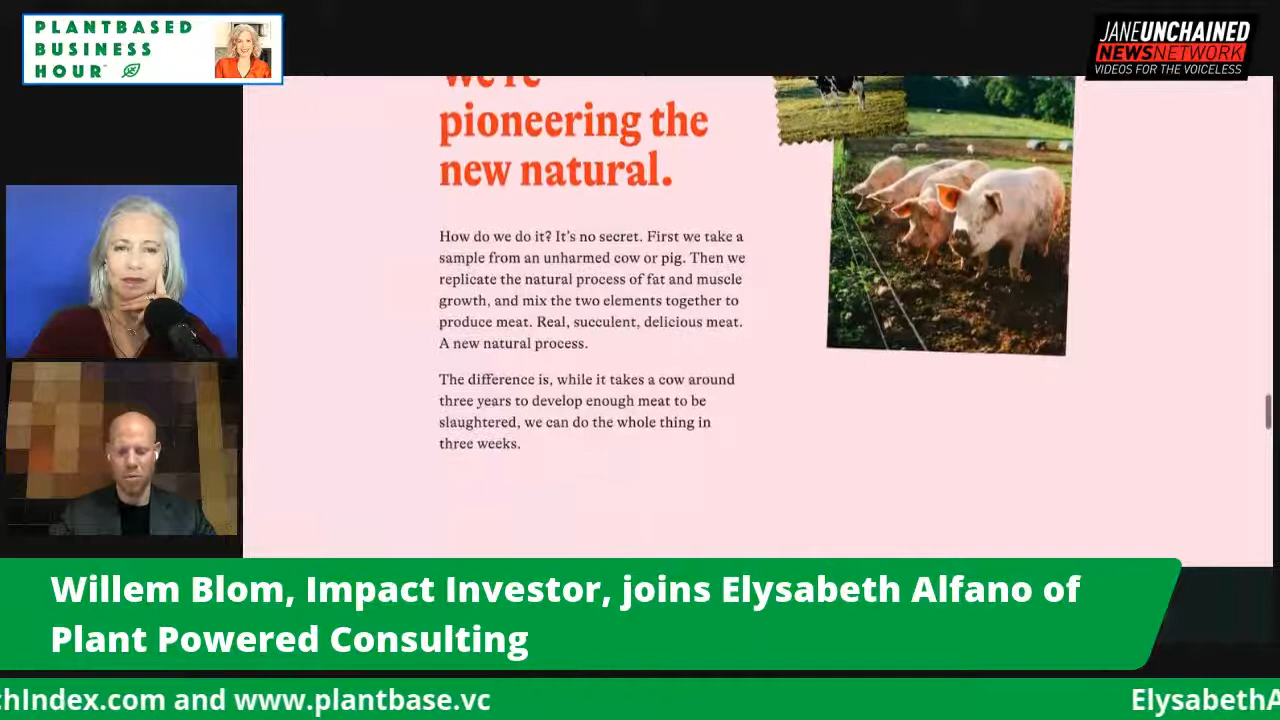 PLANTBASED
BUSINESS
HOUR
JANEUNCHAINED
NEWSNETWORK
VIDEOS FOR THE VOICELESS
We're
pioneering the
new natural.
How do we do it? It's no secret. First we take a
sample from an unharmed cow or pig. Then we
replicate the natural process of fat and muscle
growth, and mix the two elements together to
produce meat. Real, succulent, delicious meat.
A new natural process.
The difference is, while it takes a cow around
three years to develop enough meat to be
slaughtered, we can do the whole thing in
three weeks.
Willem Blom, Impact Investor, joins Elysabeth Alfano of
Plant Powered Consulting
chIndex.com and www.plantbase.vc
ElysabethA